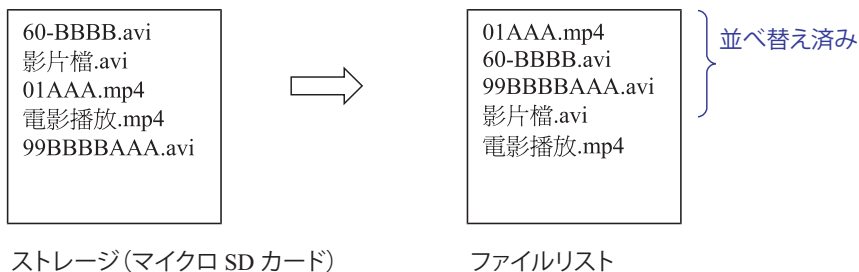 60-BBBB.avi
影片檔.avi
01AAA.mp4
電影播放.mp4
99BBBBAAA.avi
ストレージ（マイクロ SD カード）
01AAA.mp4
60-BBBB.avi
99BBBBAAA.avi
影片檔.avi
電影播放.mp4
ファイルリスト
並べ替え済み